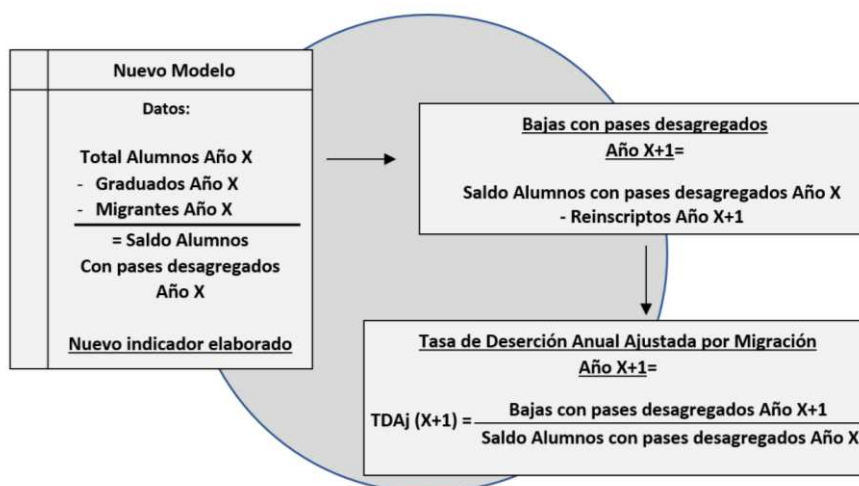 Nuevo Modelo
Datos:
Total Alumnos Año X
- Graduados Año X
- Migrantes Año X
= Saldo Alumnos
Con pases desagregados
Año X
Nuevo indicador elaborado
Bajas con pases desagregados
Año X+1=
Saldo Alumnos con pases desagregados Año X
- Reinscriptos Año X+1
Tasa de Deserción Anual Ajustada por Migración
Año X+1=
TDAj (X+1) =
Bajas con pases desagregados Año X+1
Saldo Alumnos con pases desagregados Año X